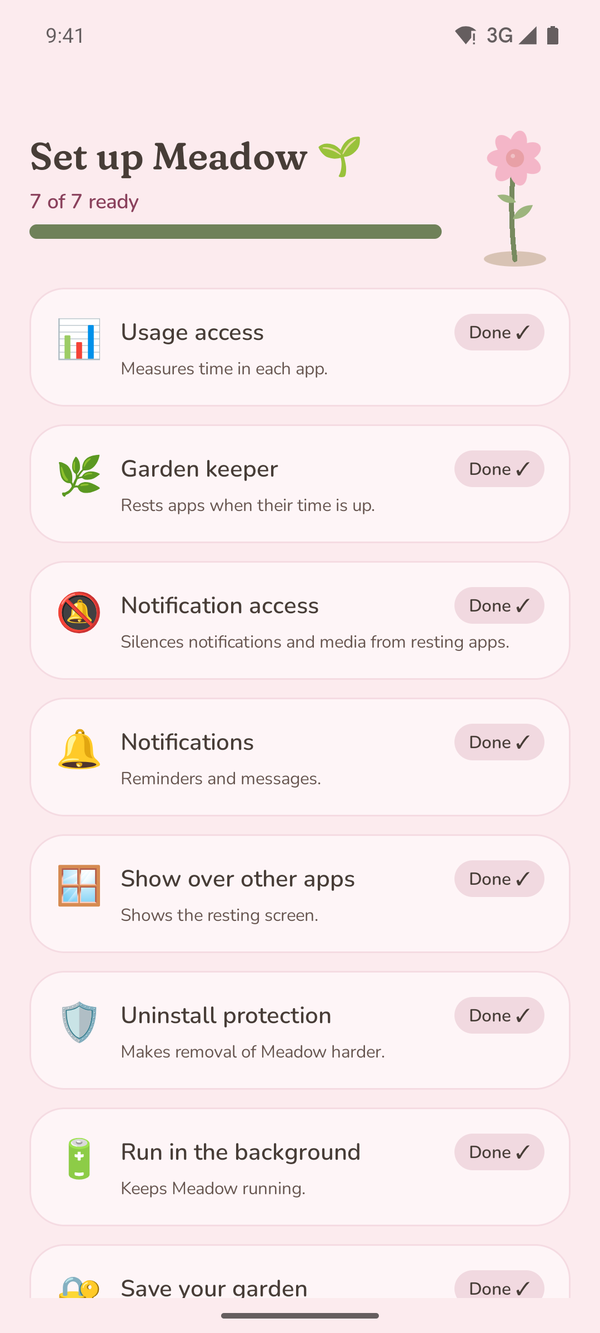 9:41
3G
Set up Meadow 🌱
7 of 7 ready
Usage access
Done ✓
Measures time in each app.
Garden keeper
Done ✓
Rests apps when their time is up.
Notification access
Done ✓
Silences notifications and media from resting apps.
Notifications
Done ✓
Reminders and messages.
Show over other apps
Done ✓
Shows the resting screen.
Uninstall protection
Done ✓
Makes removal of Meadow harder.
Run in the background
Done ✓
Keeps Meadow running.
Save your garden
Done ✓